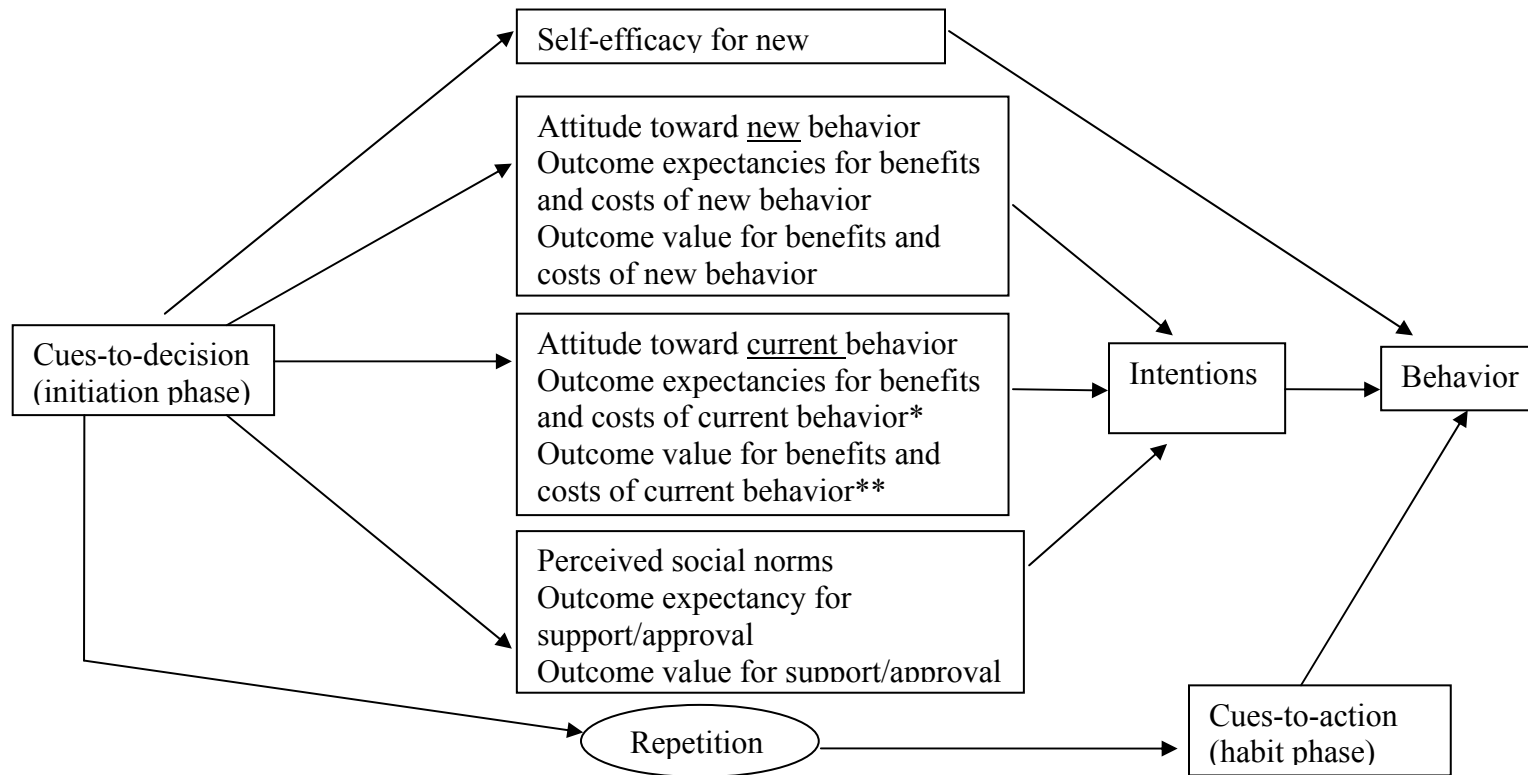 Self-efficacy for new
Attitude toward new behavior
Outcome expectancies for benefits
and costs of new behavior
Outcome value for benefits and
costs of new behavior
Cues-to-decision
(initiation phase)
Attitude toward current behavior
Outcome expectancies for benefits
and costs of current behavior*
Outcome value for benefits and
costs of current behavior**
Intentions
Behavior
Perceived social norms
Outcome expectancy for
support/approval
Outcome value for support/approval
Repetition
Cues-to-action
(habit phase)